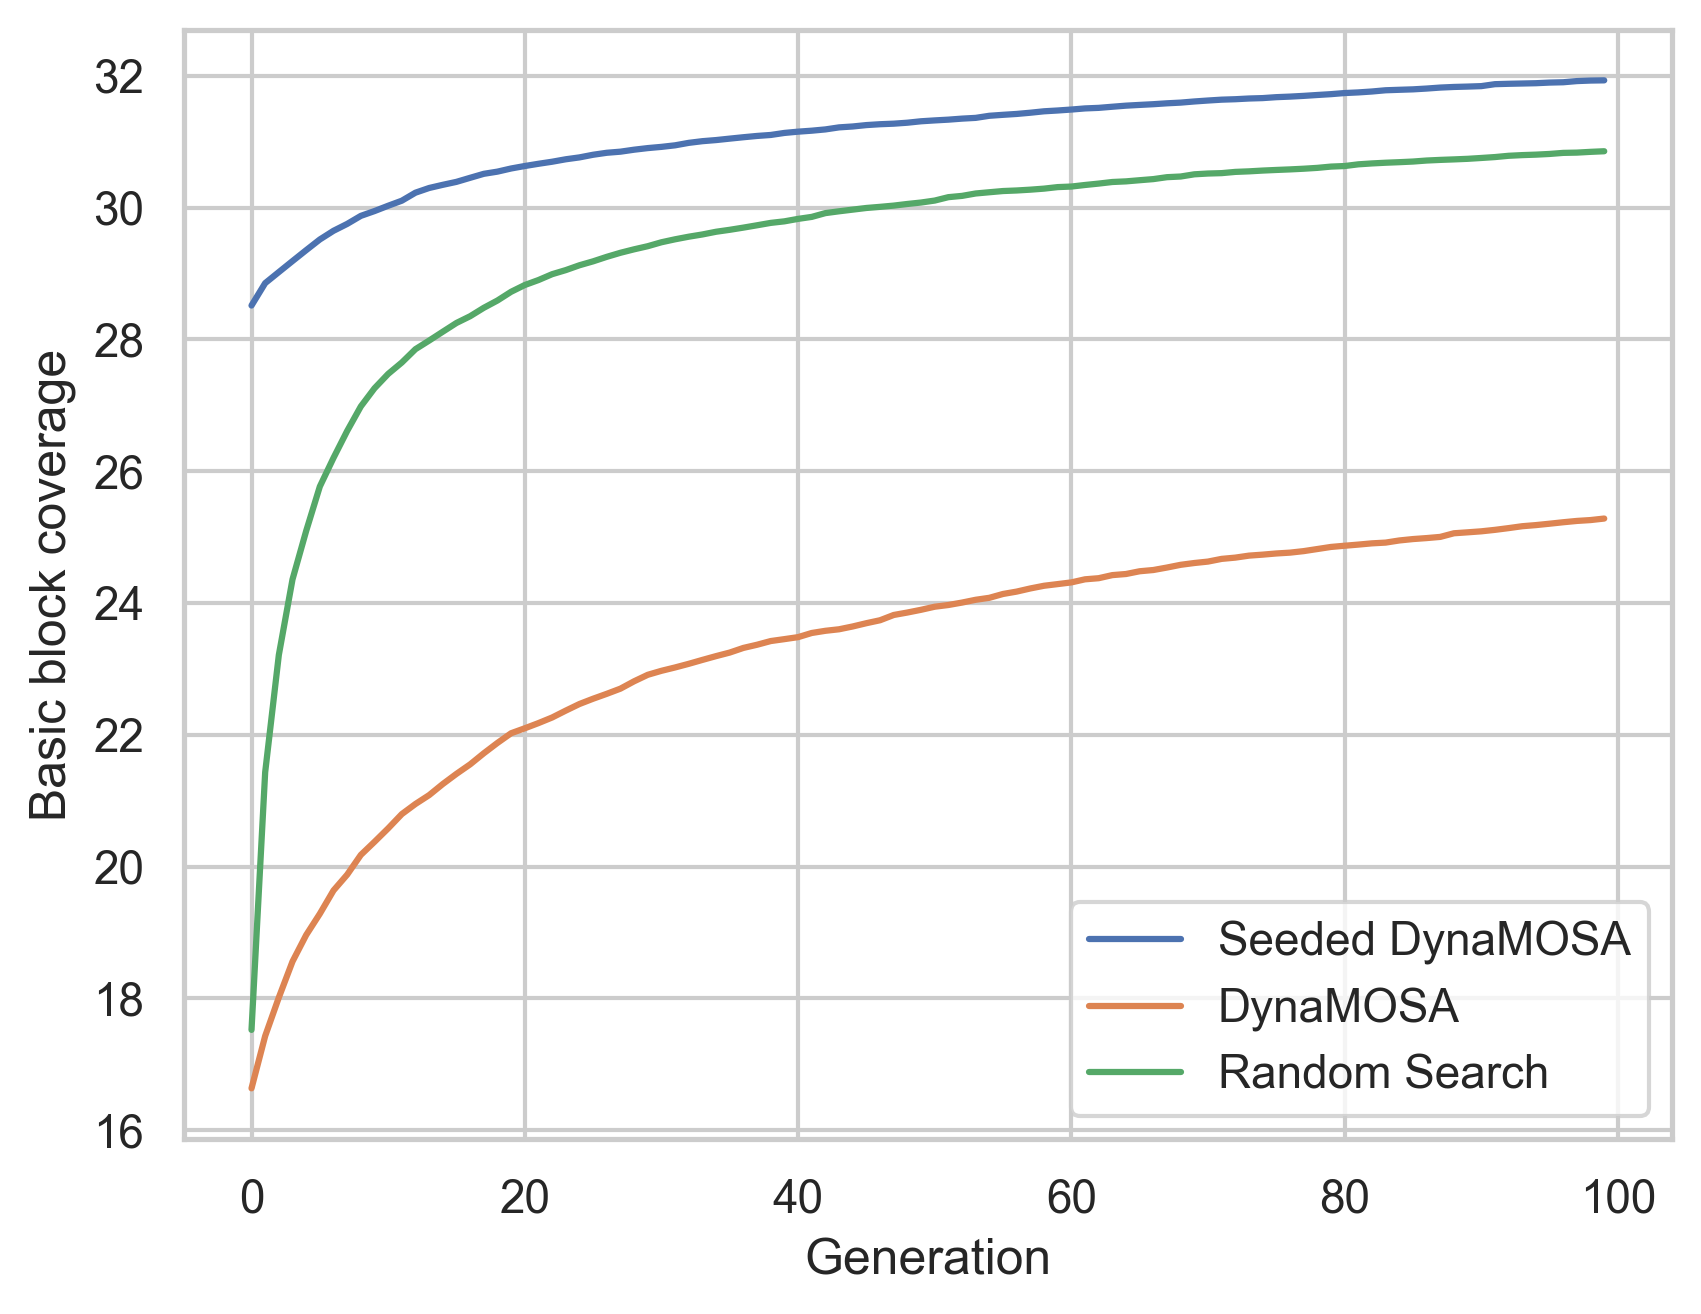 32
30
28
26
24
22
20
18
16
Basic block coverage
Seeded DynaMOSA
DynaMOSA
Random Search
0 20 40 60 80 100
Generation